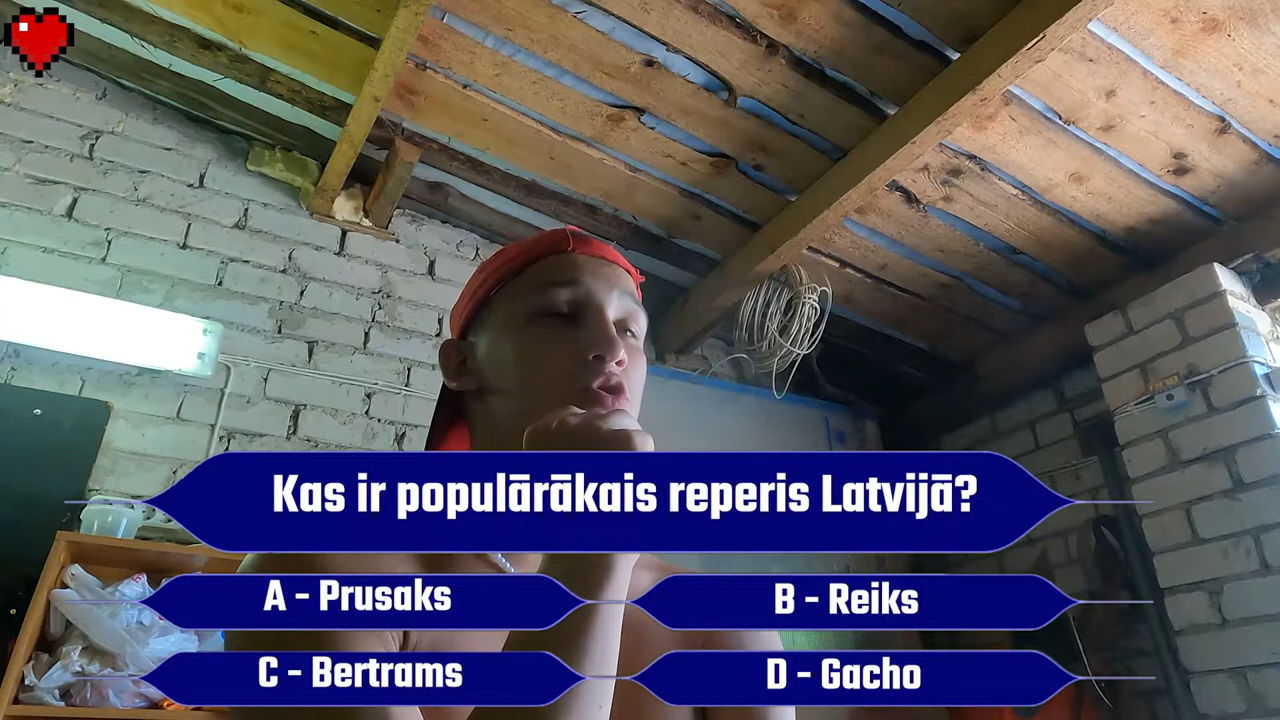 Kas ir populārākais reperis Latvijā?
A - Prusaks
B - Reiks
C - Bertrams
D - Gacho